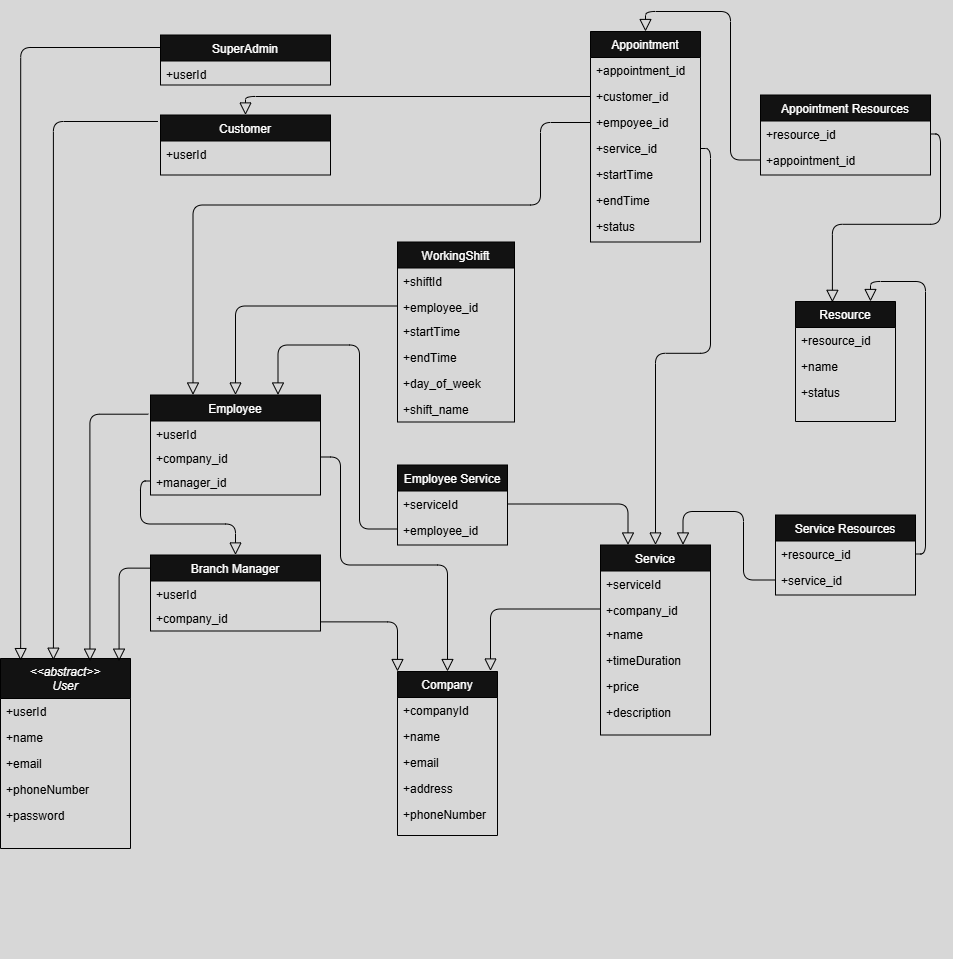 SuperAdmin
+userId
Customer
+userId
Appointment
+appointment_id
+customer_id
+empoyee_id
+service_id
+startTime
+endTime
+status
Appointment Resources
+resource_id
+appointment_id
WorkingShift
+shiftId
+employee_id
+startTime
+endTime
+day_of_week
+shift_name
Resource
+resource_id
+name
+status
Employee
+userId
+company_id
+manager_id
Employee Service
+serviceId
+employee_id
Service Resources
+resource_id
+service_id
Branch Manager
+userId
+company_id
Service
+serviceId
+company_id
+name
+timeDuration
+price
+description
<<abstract>>
User
+userId
+name
+email
+phoneNumber
+password
Company
+companyId
+name
+email
+address
+phoneNumber